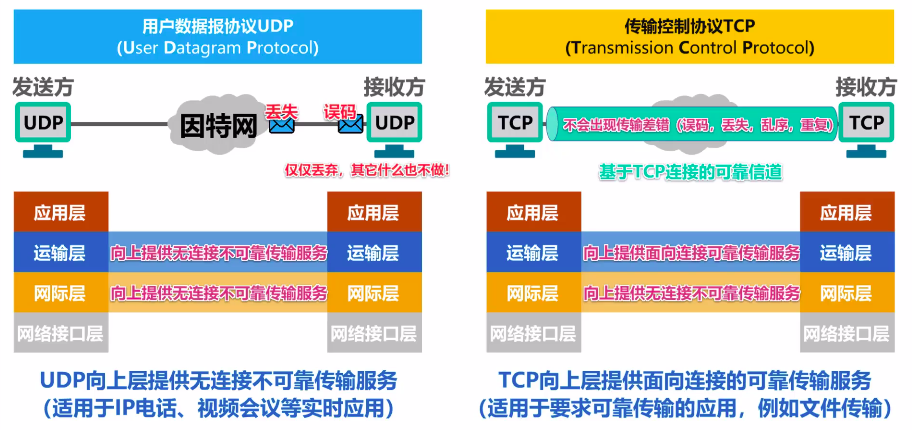 用户数据报协议UDP
(User Datagram Protocol)
发送方
接收方
UDP
因特网
丢失
误码
UDP
仅仅丢弃，其它什么也不做!
应用层
应用层
运输层
向上提供无连接不可靠传输服务
运输层
网际层
向上提供无连接不可靠传输服务
网际层
网络接口层
网络接口层
UDP向上层提供无连接不可靠传输服务
（适用于IP电话、视频会议等实时应用）
传输控制协议TCP
(Transmission Control Protocol)
发送方
接收方
TCP
不会出现传输差错（误码，丢失，乱序，重复）
TCP
基于TCP连接的可靠信道
应用层
应用层
运输层
向上提供面向连接可靠传输服务
运输层
网际层
向上提供无连接不可靠传输服务
网际层
网络接口层
网络接口层
TCP向上层提供面向连接的可靠传输服务
（适用于要求可靠传输的应用，例如文件传输）